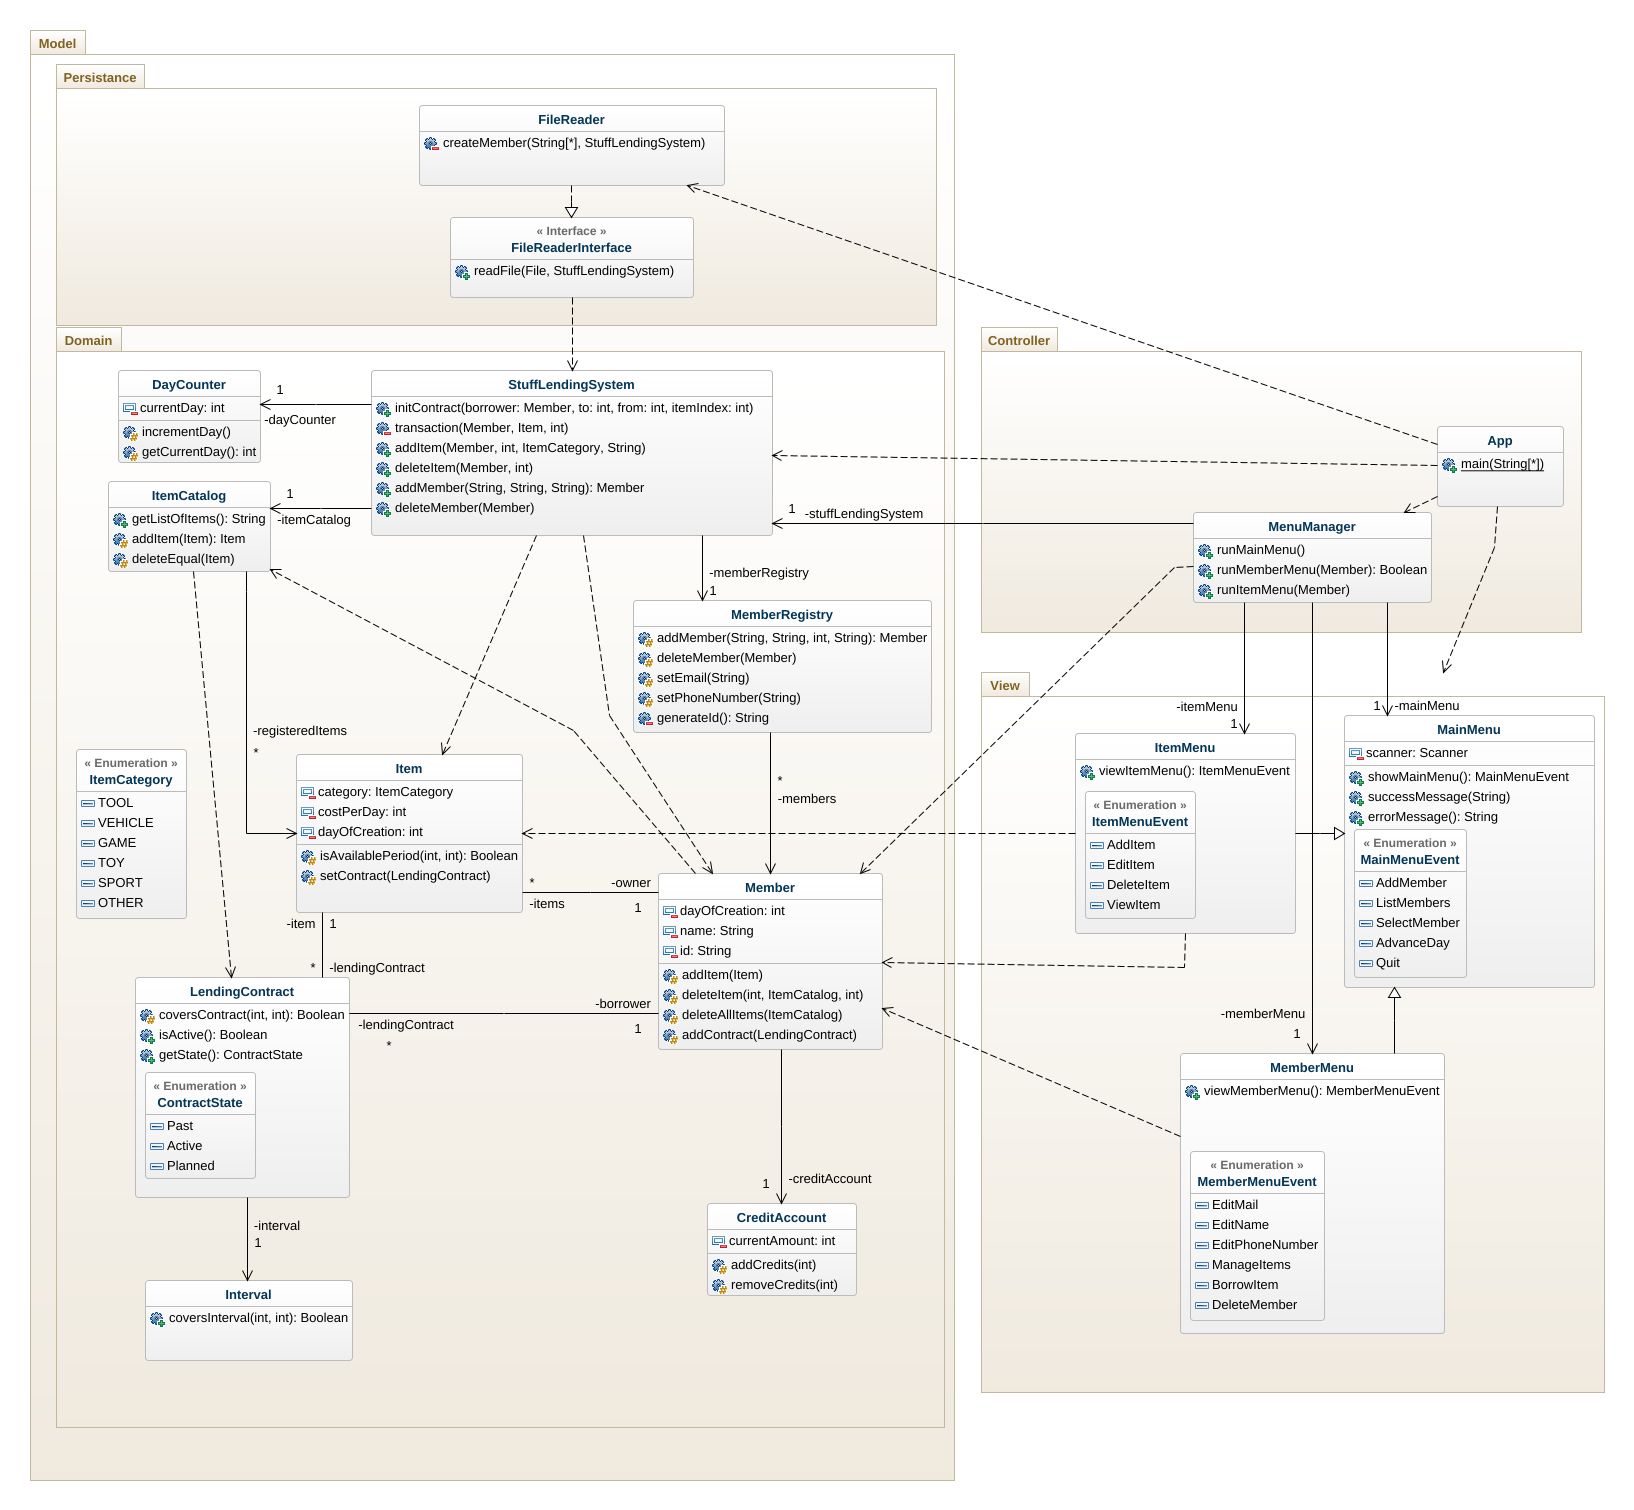 Model
Persistance
FileReader
createMember(String[*], StuffLendingSystem)
« Interface »
FileReaderInterface
readFile(File, StuffLendingSystem)
Domain
DayCounter
currentDay: int
incrementDay()
getCurrentDay(): int
1
-dayCounter
StuffLendingSystem
initContract(borrower: Member, to: int, from: int, itemIndex: int)
transaction(Member, Item, int)
addItem(Member, int, ItemCategory, String)
deleteItem(Member, int)
addMember(String, String, String): Member
deleteMember(Member)
ItemCatalog
getListOfItems(): String
addItem(Item): Item
deleteEqual(Item)
1
-itemCatalog
1
-stuffLendingSystem
-memberRegistry
1
MemberRegistry
addMember(String, String, int, String): Member
deleteMember(Member)
setEmail(String)
setPhoneNumber(String)
generateId(): String
-registeredItems
*
« Enumeration »
ItemCategory
TOOL
VEHICLE
GAME
TOY
SPORT
OTHER
Item
category: ItemCategory
costPerDay: int
dayOfCreation: int
isAvailablePeriod(int, int): Boolean
setContract(LendingContract)
*
-members
*
-items
-owner
1
Member
dayOfCreation: int
name: String
id: String
addItem(Item)
deleteItem(int, ItemCatalog, int)
deleteAllItems(ItemCatalog)
addContract(LendingContract)
-item
1
*
-lendingContract
LendingContract
coversContract(int, int): Boolean
isActive(): Boolean
getState(): ContractState
« Enumeration »
ContractState
Past
Active
Planned
-borrower
1
-lendingContract
*
-interval
1
Interval
coversInterval(int, int): Boolean
1
-creditAccount
CreditAccount
currentAmount: int
addCredits(int)
removeCredits(int)
Controller
App
main(String[*])
MenuManager
runMainMenu()
runMemberMenu(Member): Boolean
runItemMenu(Member)
View
-itemMenu
1
1
-mainMenu
ItemMenu
viewItemMenu(): ItemMenuEvent
« Enumeration »
ItemMenuEvent
AddItem
EditItem
DeleteItem
ViewItem
MainMenu
scanner: Scanner
showMainMenu(): MainMenuEvent
successMessage(String)
errorMessage(): String
« Enumeration »
MainMenuEvent
AddMember
ListMembers
SelectMember
AdvanceDay
Quit
-memberMenu
1
MemberMenu
viewMemberMenu(): MemberMenuEvent
« Enumeration »
MemberMenuEvent
EditMail
EditName
EditPhoneNumber
ManageItems
BorrowItem
DeleteMember